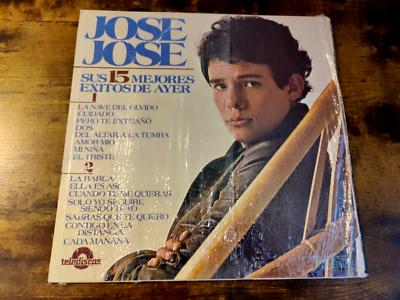 JOSE
JOSE
SUS 15 MEJORES
EXITOS DE AYER
1
LA NAVE DEL OLVIDO
CUIDADO
PERO TE EXTRAÑO
DOS
DEL ALTAR A LA TUMBA
AMOR MIO
MI NIÑA
EL TRISTE
2
LA BARCA
ELLA ES ASI
CUANDO TU ME QUIERAS
SOLO YO SEGUIRE
SIENDO TUYO
SABRAS QUE TE QUIERO
CONTIGO EN LA
DISTANCIA
CADA MAÑANA
telediscos